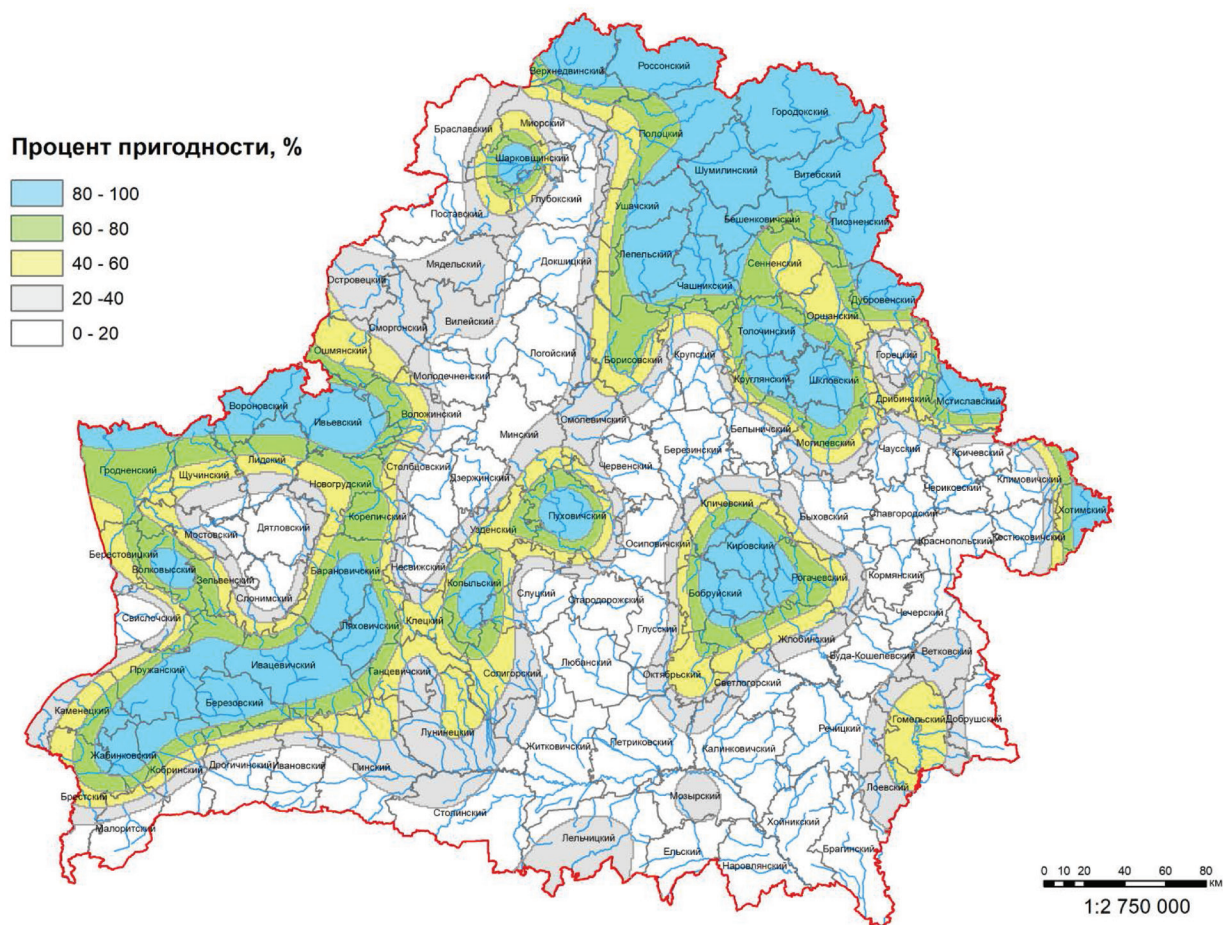 Процент пригодности, %
80 - 100
60 - 80
40 - 60
20 -40
0 - 20
Верхнедвинский
Россонский
Городокский
Браславский
Миорский
Полоцкий
Шарковщинский
Шумилинский
Витебский
Глубокский
Ушачский
Поставский
Бешенковичский
Лиозненский
Докшицкий
Лепельский
Сенненский
Мядельский
Островецкий
Чашникский
Дубровенский
Сморгонский
Вилейский
Оршанский
Толочинский
Ошмянский
Логойский
Борисовский
Крупский
Горецкий
Молодечненский
Круглянский
Шкловский
Дрибинский
Мстиславский
Вороновский
Ивьевский
Воложинский
Смолевичский
Минский
Белыничский
Могилевский
Чаусский
Кричевский
Гродненский
Щучинский
Лидский
Новогрудский
Столбцовский
Дзержинский
Червенский
Березинский
Климовичский
Чериковский
Хотимский
Дятловский
Кореличский
Пуховичский
Кличевский
Быховский
Славгородский
Мостовский
Узденский
Осиповичский
Краснопольский
Костюковичский
Берестовицкий
Волковысский
Зельвенский
Барановичский
Несвижский
Кировский
Рогачевский
Кормянский
Слонимский
Копыльский
Слуцкий
Стародорожский
Бобруйский
Чечерский
Свислочский
Ляховичский
Клецкий
Глусский
Жлобинский
Пружанский
Ивацевичский
Ганцевичский
Солигорский
Любанский
Октябрьский
Светлогорский
Буда-Кошелевский
Ветковский
Каменецкий
Березовский
Лунинецкий
Житковичский
Петриковский
Калинковичский
Речицкий
Гомельский
Добрушский
Жабинковский
Кобринский
Дрогичинский
Ивановский
Пинский
Брестский
Малоритский
Столинский
Мозырский
Лоевский
Лельчицкий
Ельский
Хойникский
Наровлянский
Брагинский
0 10 20 40 60 80
км
1:2 750 000